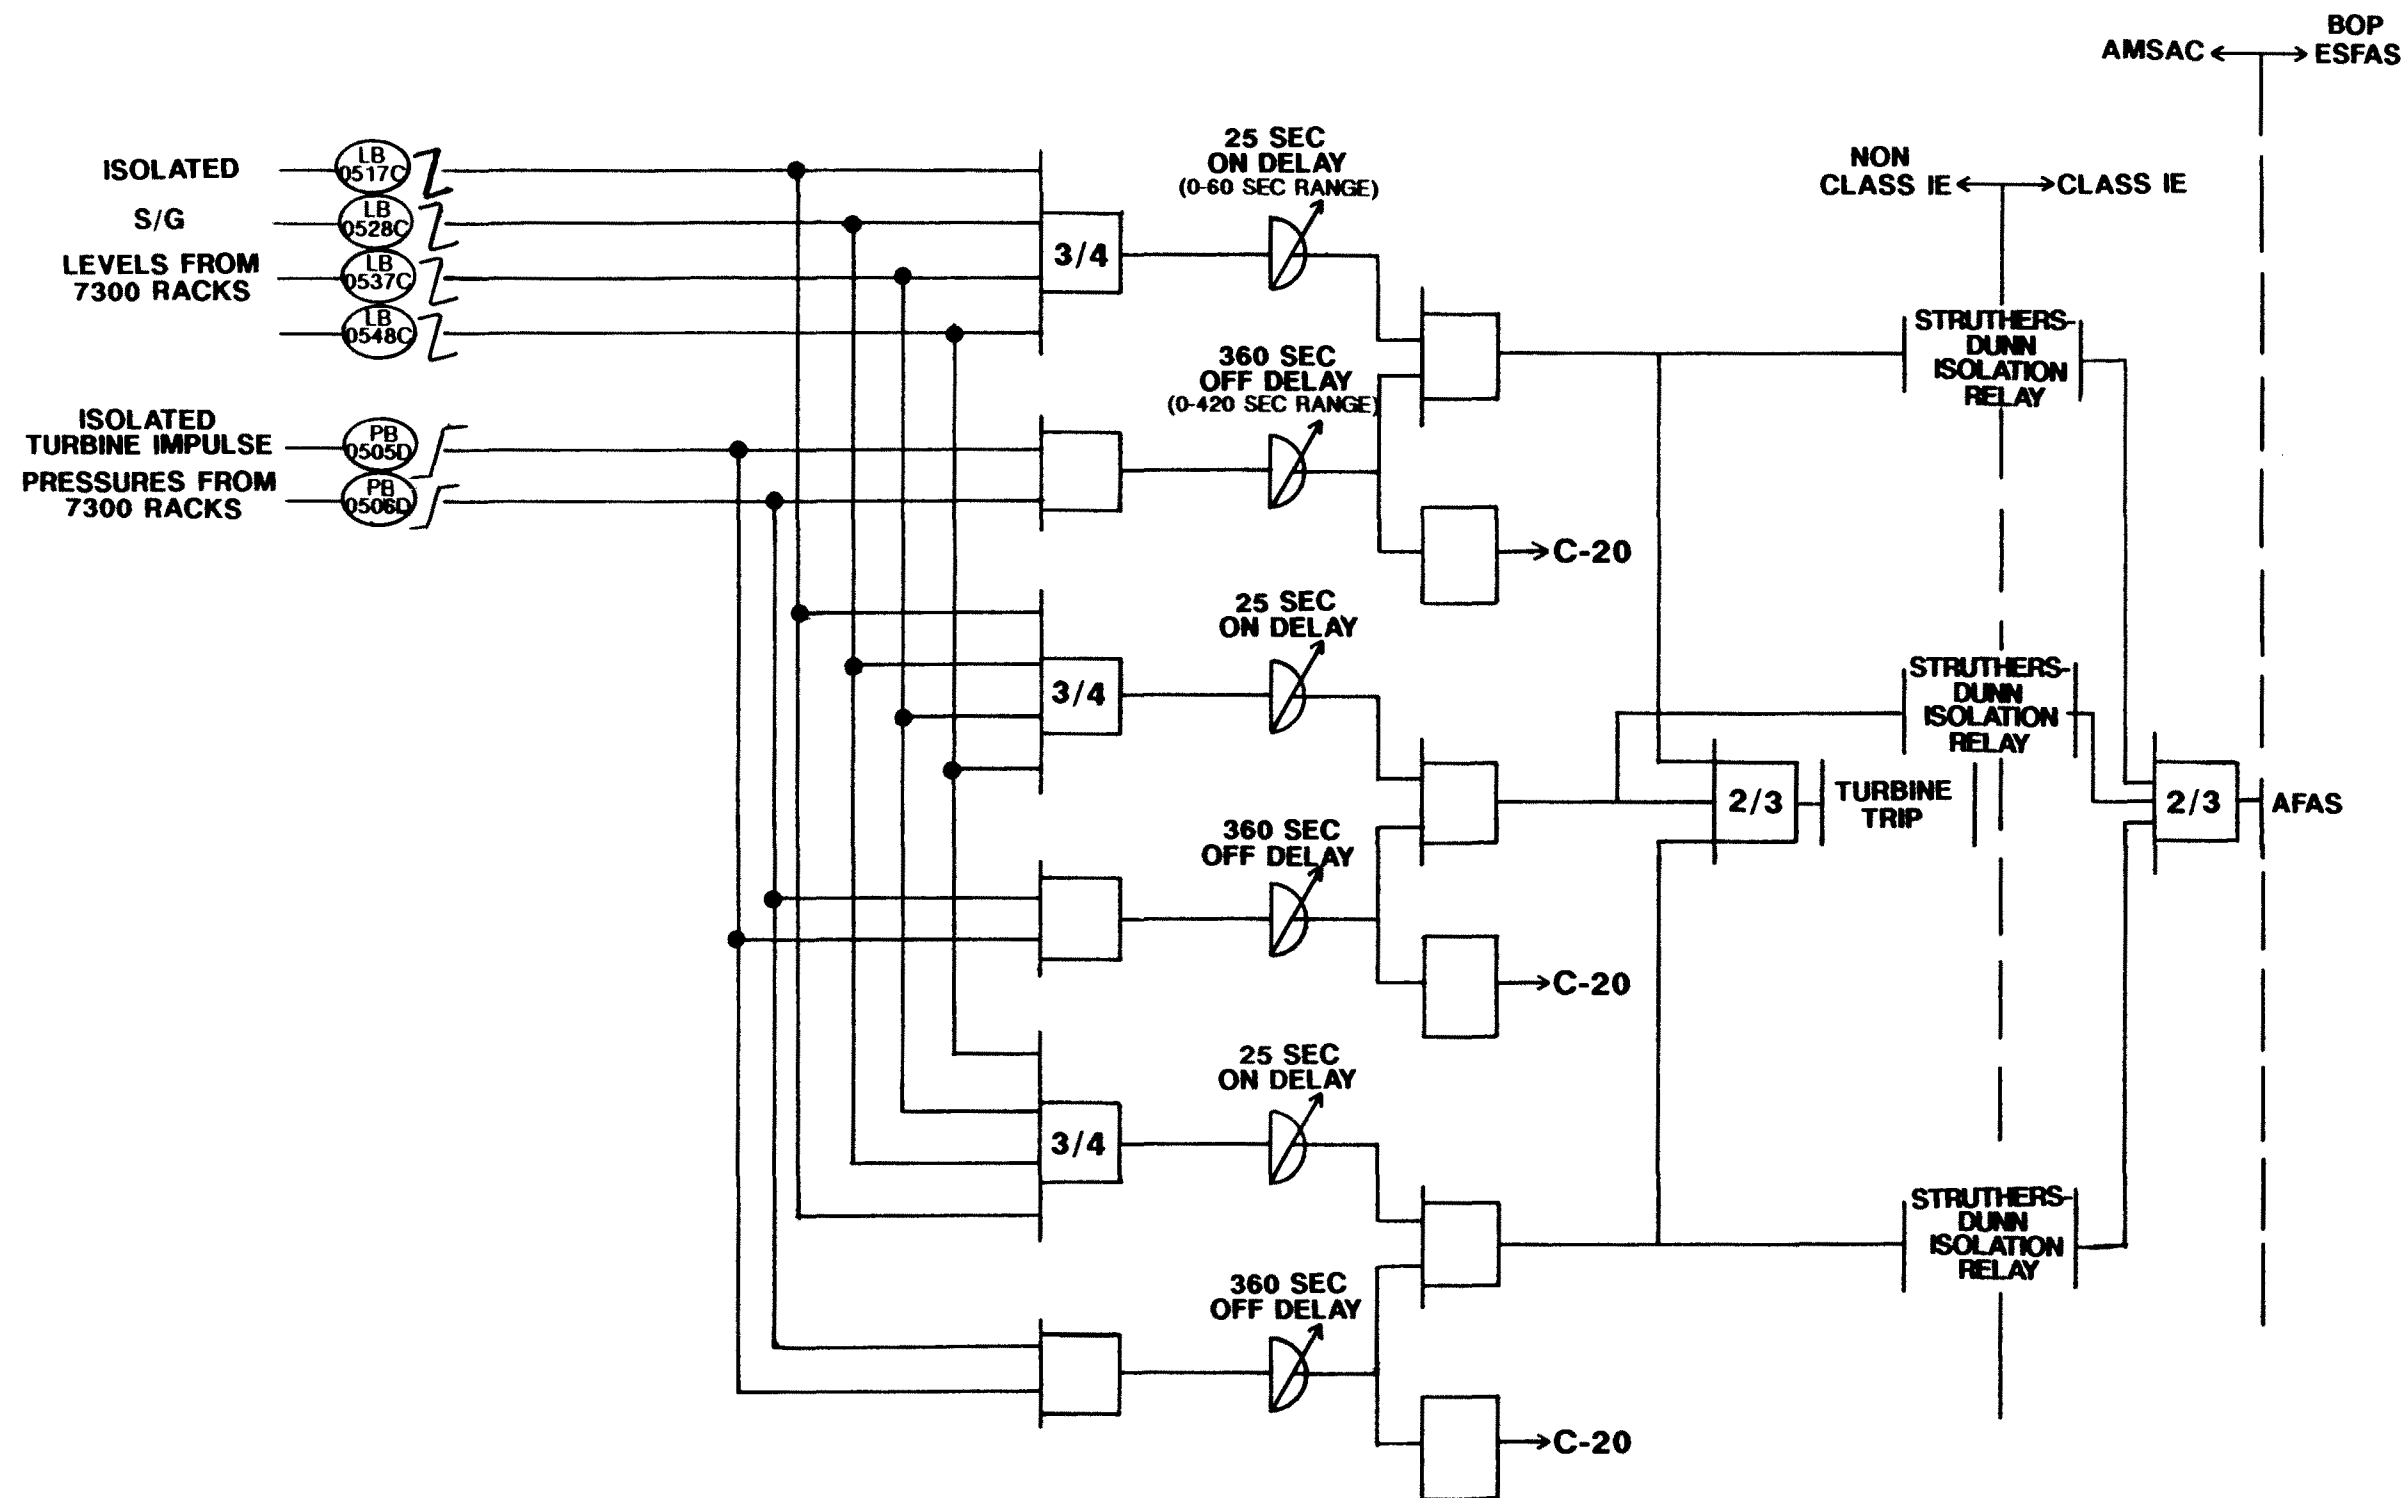 BOP
AMSAC ESFAS
25 SEC
ON DELAY
(0-60 SEC RANGE)
NON
CLASS IE CLASS IE
ISOLATED
S/G
LEVELS FROM
7300 RACKS
LB
0517C
LB
0528C
LB
0537C
LB
0548C
3/4
360 SEC
OFF DELAY
(0-420 SEC RANGE)
STRUTHERS-
DUNN
ISOLATION
RELAY
ISOLATED
TURBINE IMPULSE
PRESSURES FROM
7300 RACKS
PB
0505D
PB
0506D
C-20
25 SEC
ON DELAY
3/4
STRUTHERS-
DUNN
ISOLATION
RELAY
2/3
TURBINE
TRIP
2/3
AFAS
360 SEC
OFF DELAY
C-20
25 SEC
ON DELAY
3/4
STRUTHERS-
DUNN
ISOLATION
RELAY
360 SEC
OFF DELAY
C-20